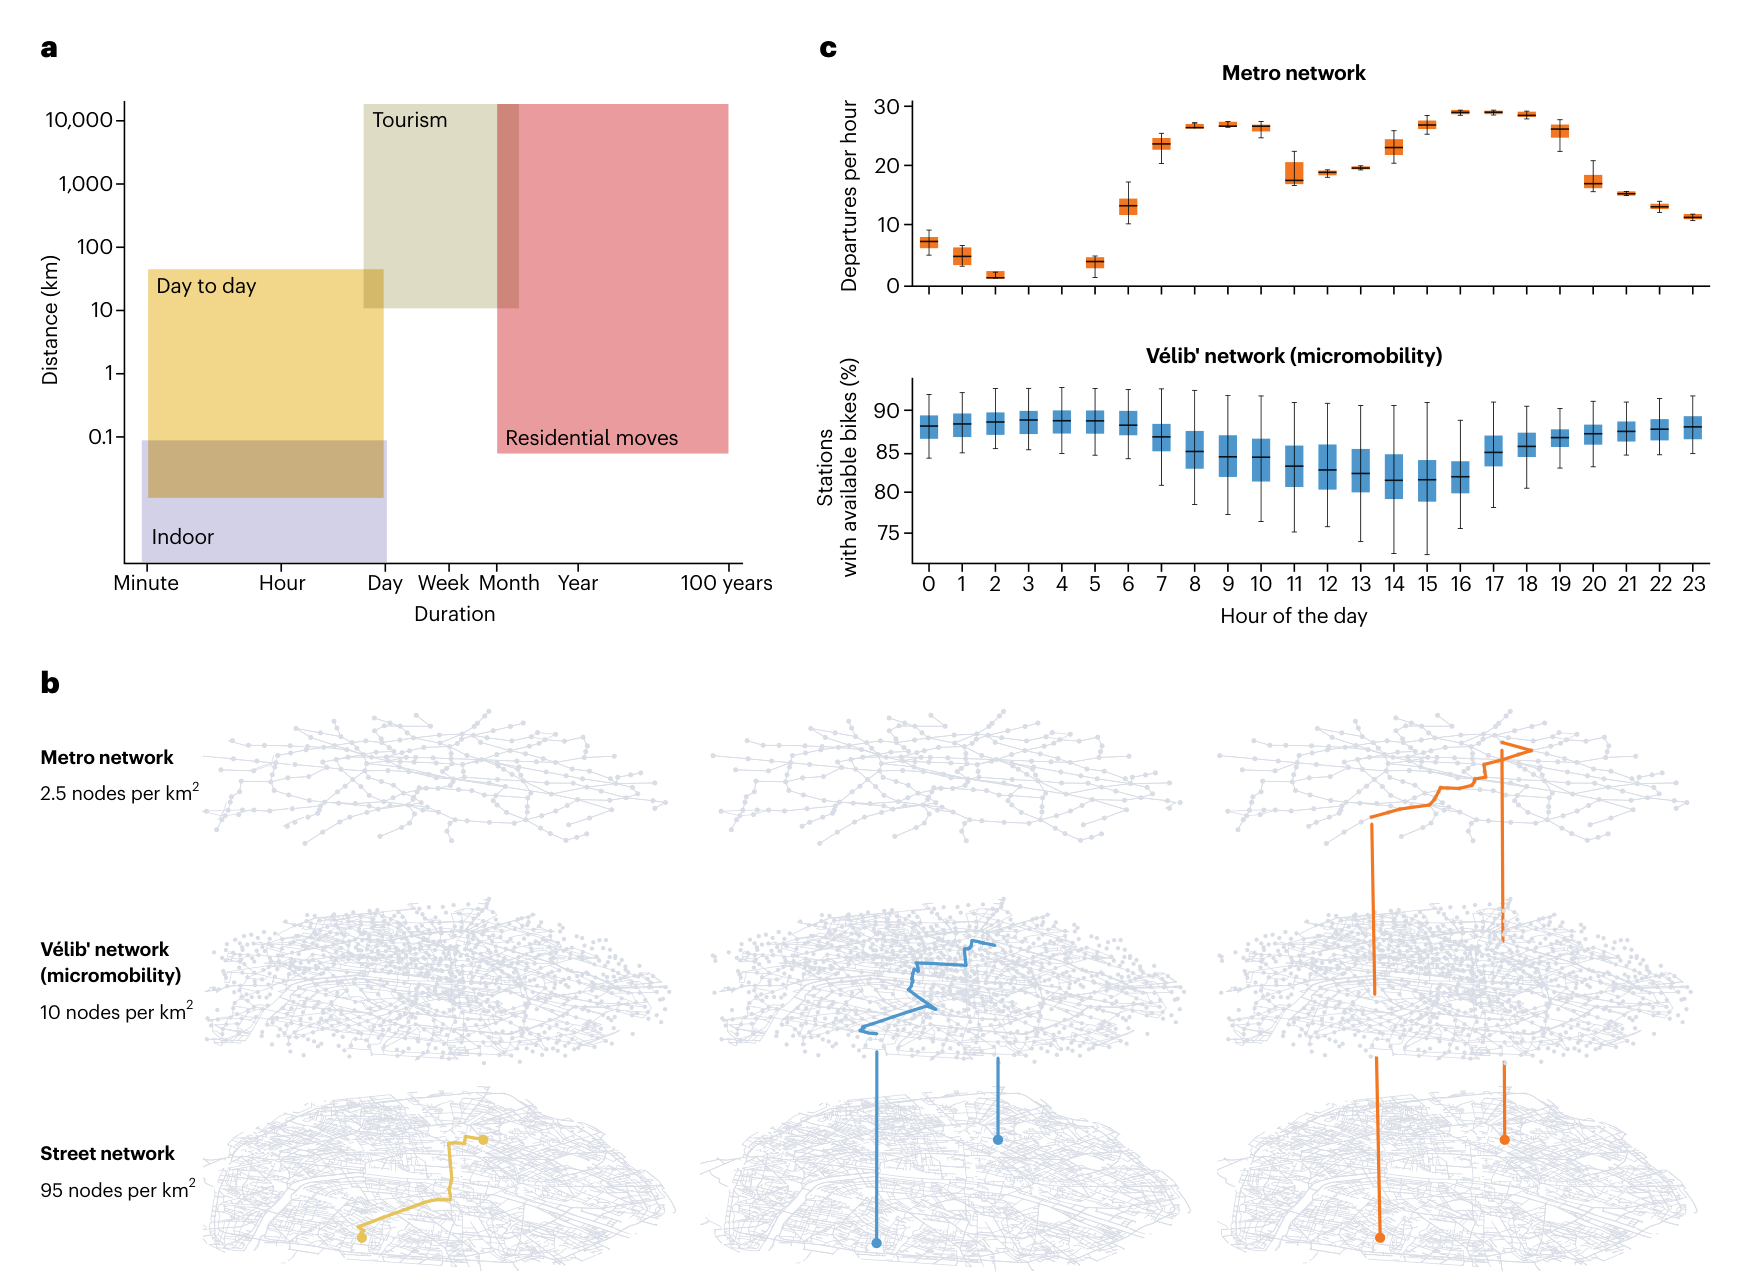 a
Distance (km)
10,000
1,000
100
10
1
0.1
Tourism
Day to day
Residential moves
Indoor
Minute
Hour
Day
Week
Month
Year
100 years
Duration
c
Metro network
Departures per hour
30
20
10
0
Vélib' network (micromobility)
Stations
with available bikes (%)
90
85
80
75
0 1 2 3 4 5 6 7 8 9 10 11 12 13 14 15 16 17 18 19 20 21 22 23
Hour of the day
b
Metro network
2.5 nodes per km²
Vélib' network
(micromobility)
10 nodes per km²
Street network
95 nodes per km²